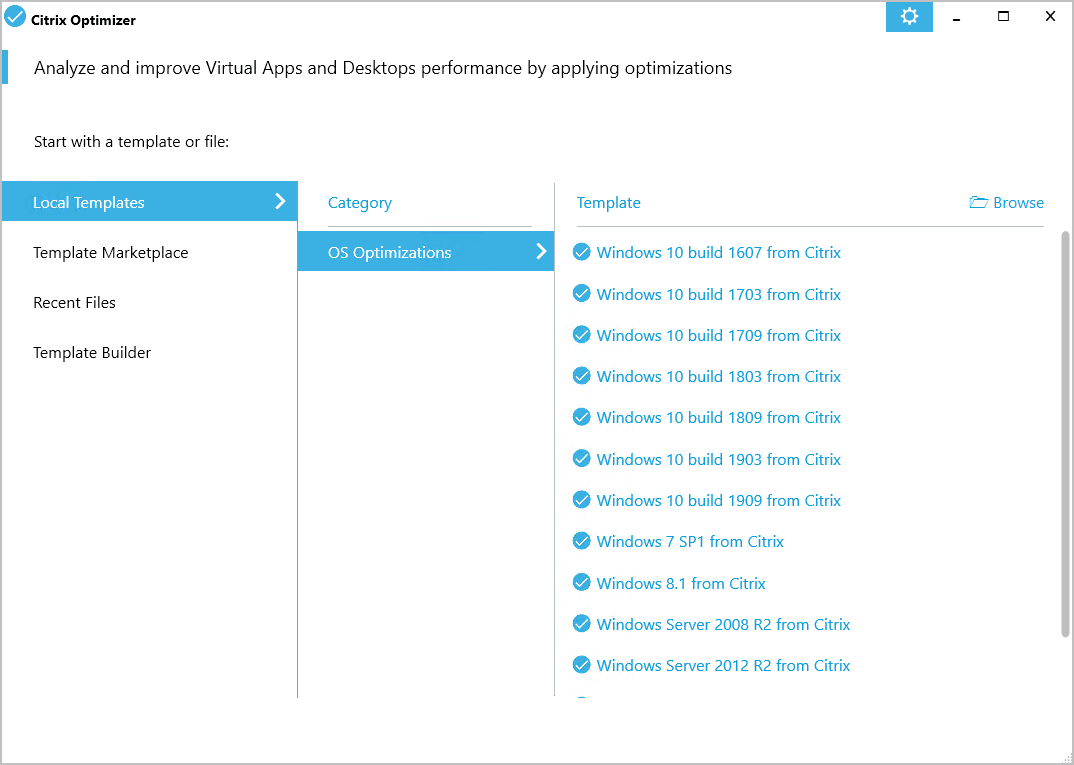 Citrix Optimizer
Analyze and improve Virtual Apps and Desktops performance by applying optimizations
Start with a template or file:
Local Templates
Template Marketplace
Recent Files
Template Builder
Category
OS Optimizations
Template
Browse
Windows 10 build 1607 from Citrix
Windows 10 build 1703 from Citrix
Windows 10 build 1709 from Citrix
Windows 10 build 1803 from Citrix
Windows 10 build 1809 from Citrix
Windows 10 build 1903 from Citrix
Windows 10 build 1909 from Citrix
Windows 7 SP1 from Citrix
Windows 8.1 from Citrix
Windows Server 2008 R2 from Citrix
Windows Server 2012 R2 from Citrix